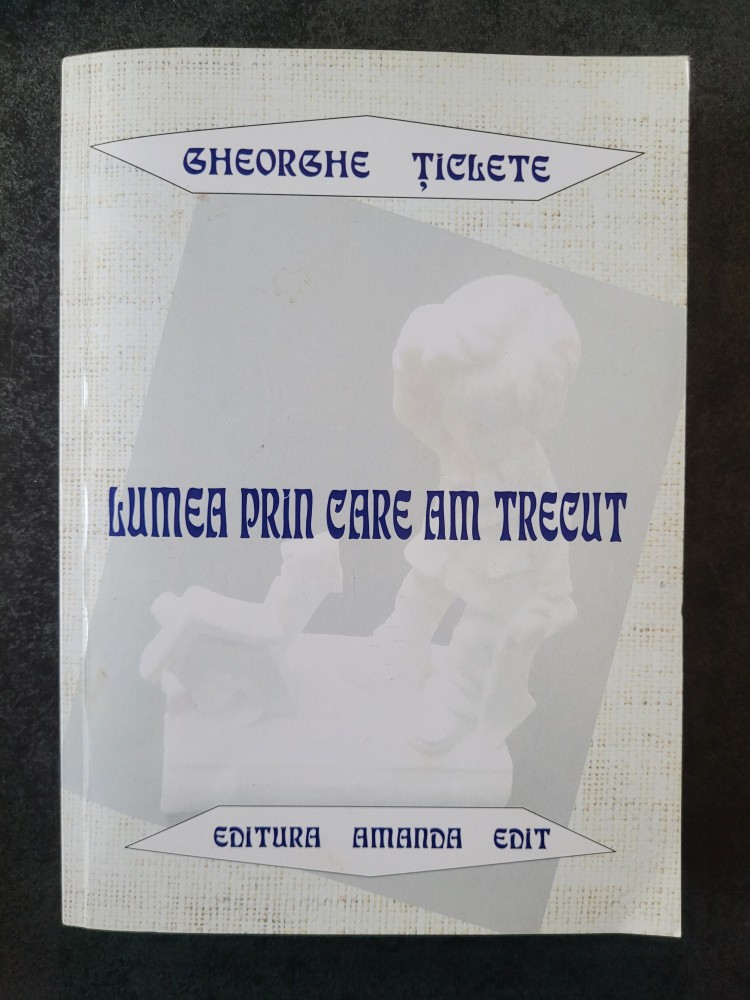 GHEORGHE ȚICLETE
LUMEA PRIN CARE AM TRECUT
EDITURA AMANDA EDIT